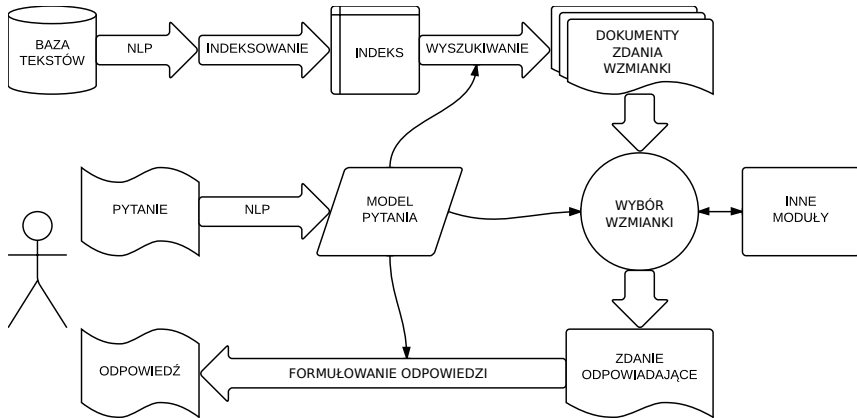 BAZA
TEKSTÓW
NLP
INDEKSOWANIE
INDEKS
WYSZUKIWANIE
DOKUMENTY
ZDANIA
WZMIANKI
PYTANIE
NLP
MODEL
PYTANIA
WYBÓR
WZMIANKI
INNE
MODUŁY
ODPOWIEDŹ
FORMUŁOWANIE ODPOWIEDZI
ZDANIE
ODPOWIADAJĄCE